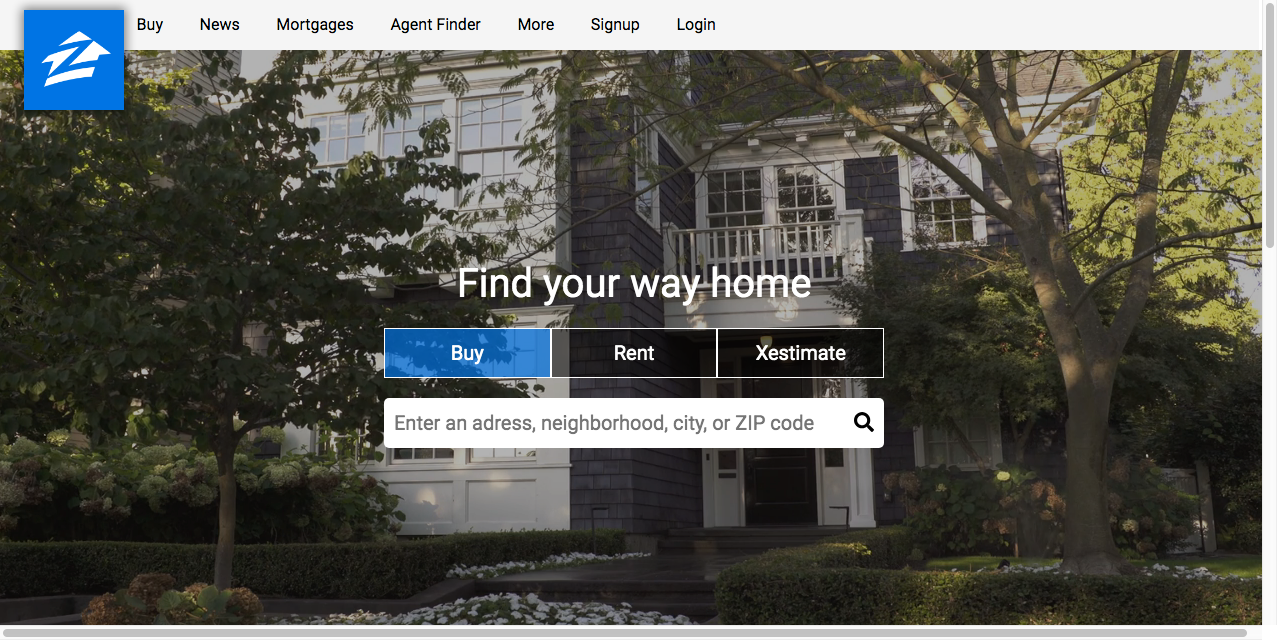 Buy News Mortgages Agent Finder More Signup Login
Find your way home
Buy Rent Xestimate
Enter an adress, neighborhood, city, or ZIP code